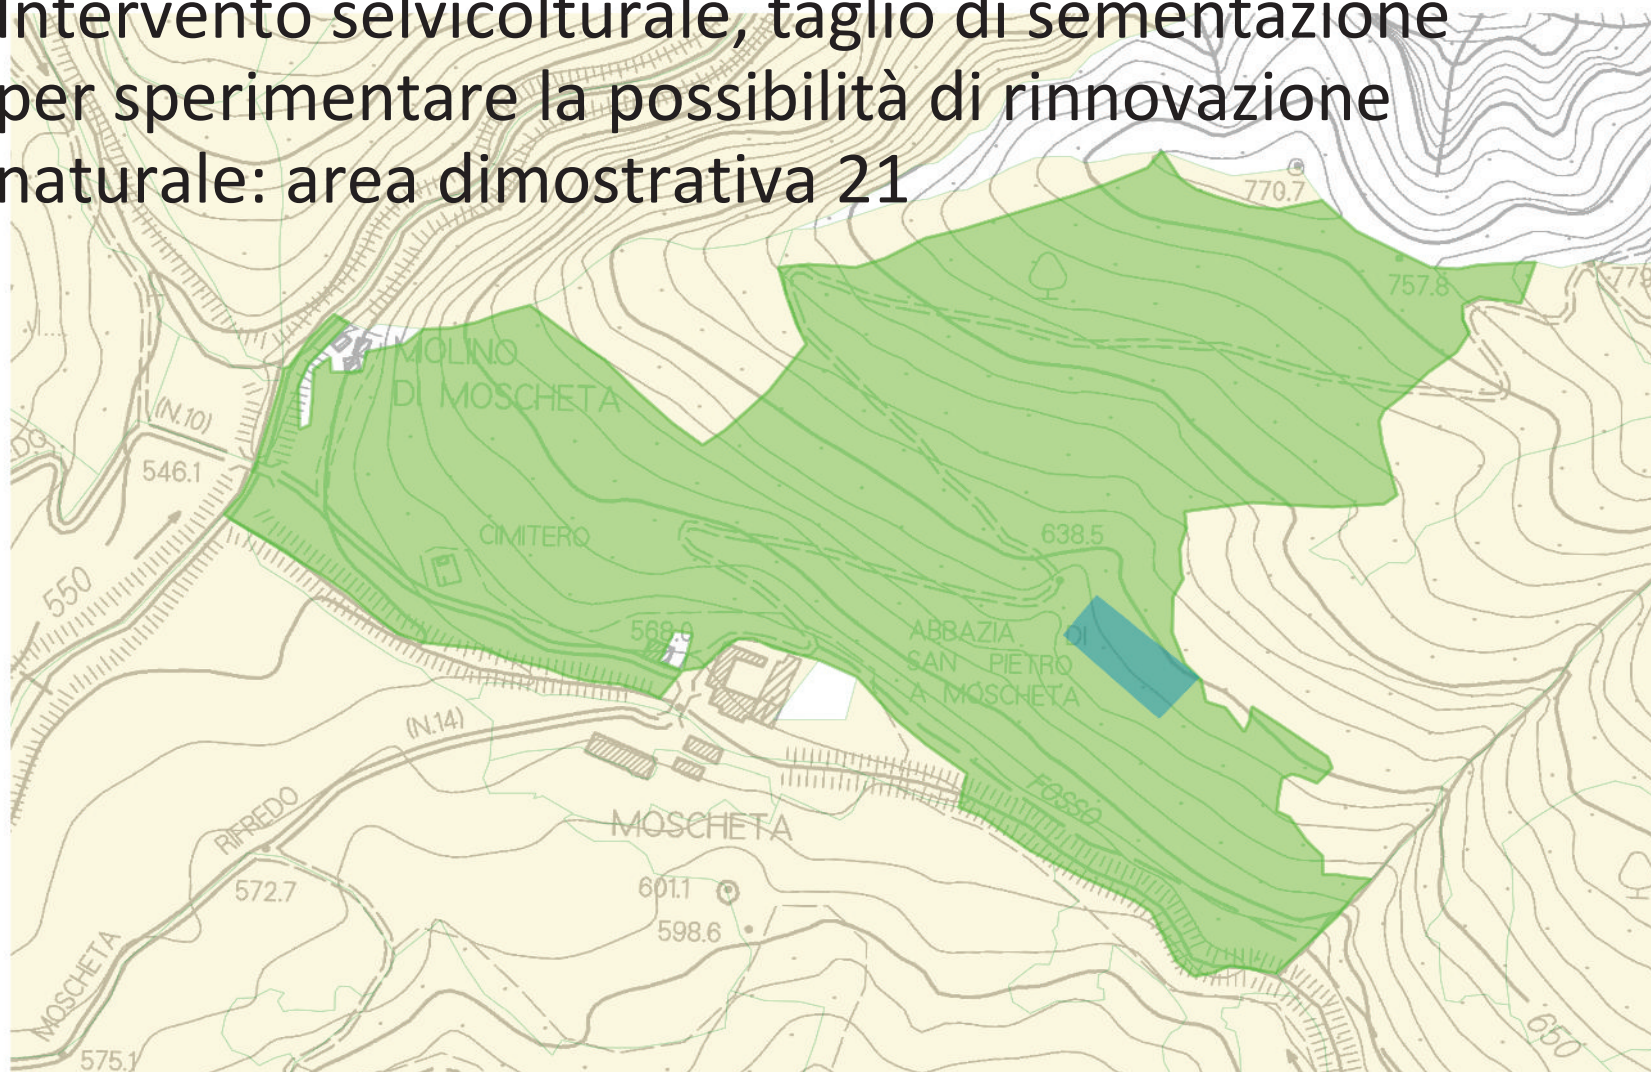 Intervento selvicolturale, taglio di sementazione
per sperimentare la possibilità di rinnovazione
naturale: area dimostrativa 21
770.7
757.8
MOLINO
DI MOSCHETA
(N.10)
546.1
CIMITERO
638.5
550
568.0
ABBAZIA DI
SAN PIETRO
A MOSCHETA
(N.14)
FOSSO
RIFREDO
MOSCHETA
572.7
601.1
598.6
MOSCHETA
575.1
650